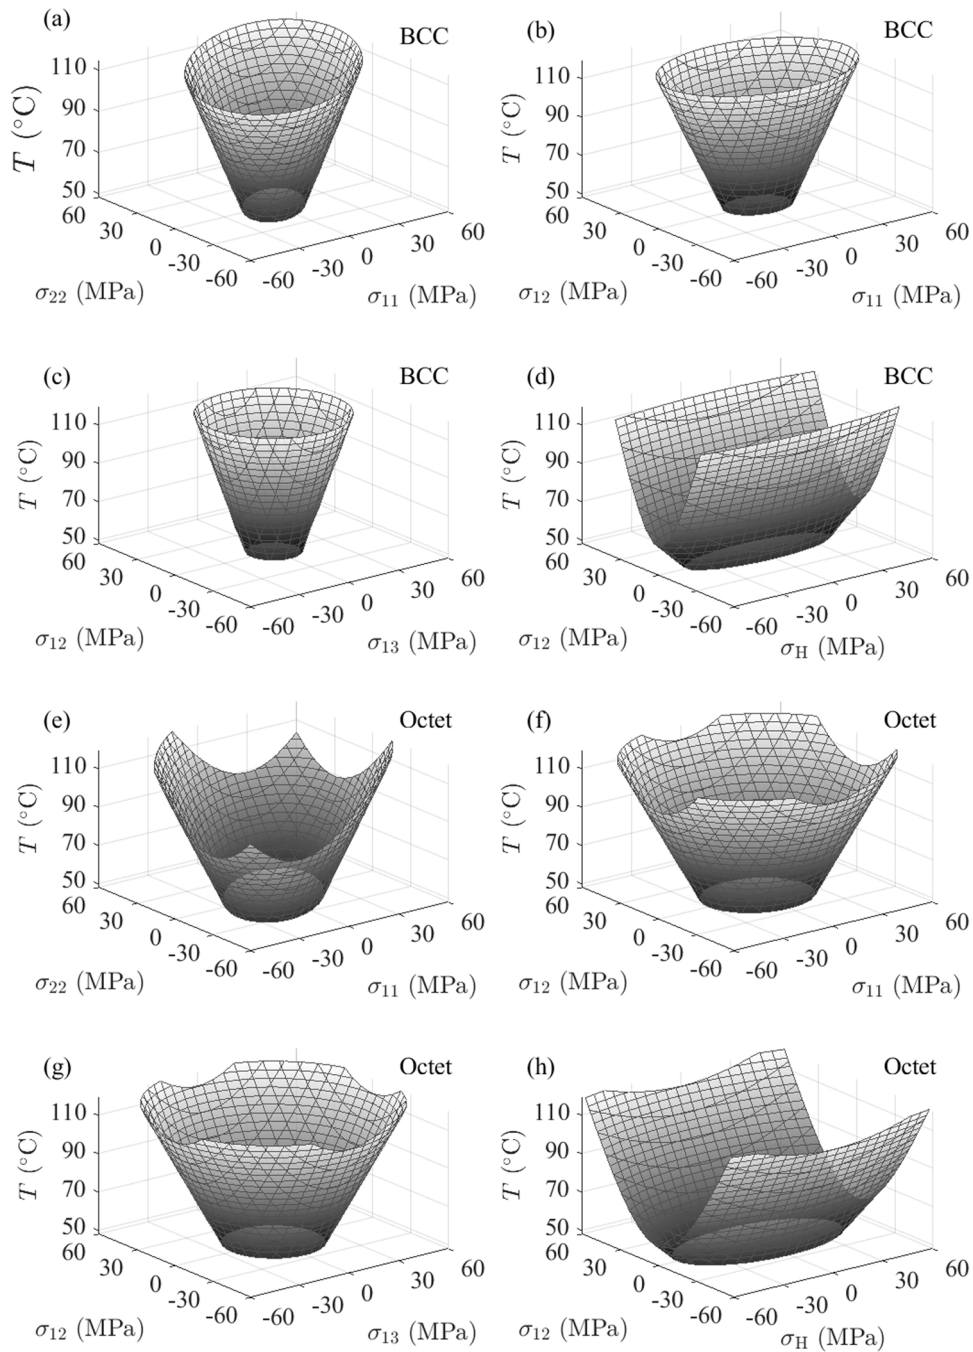 (a) BCC
110
90
70
50
T (°C)
60 30 0 -30 -60
-60 -30 0 30 60
σ22 (MPa) σ11 (MPa)
(b) BCC
110
90
70
50
T (°C)
60 30 0 -30 -60
-60 -30 0 30 60
σ12 (MPa) σ11 (MPa)
(c) BCC
110
90
70
50
T (°C)
60 30 0 -30 -60
-60 -30 0 30 60
σ12 (MPa) σ13 (MPa)
(d) BCC
110
90
70
50
T (°C)
60 30 0 -30 -60
-60 -30 0 30 60
σ12 (MPa) σH (MPa)
(e) Octet
110
90
70
50
T (°C)
60 30 0 -30 -60
-60 -30 0 30 60
σ22 (MPa) σ11 (MPa)
(f) Octet
110
90
70
50
T (°C)
60 30 0 -30 -60
-60 -30 0 30 60
σ12 (MPa) σ11 (MPa)
(g) Octet
110
90
70
50
T (°C)
60 30 0 -30 -60
-60 -30 0 30 60
σ12 (MPa) σ13 (MPa)
(h) Octet
110
90
70
50
T (°C)
60 30 0 -30 -60
-60 -30 0 30 60
σ12 (MPa) σH (MPa)